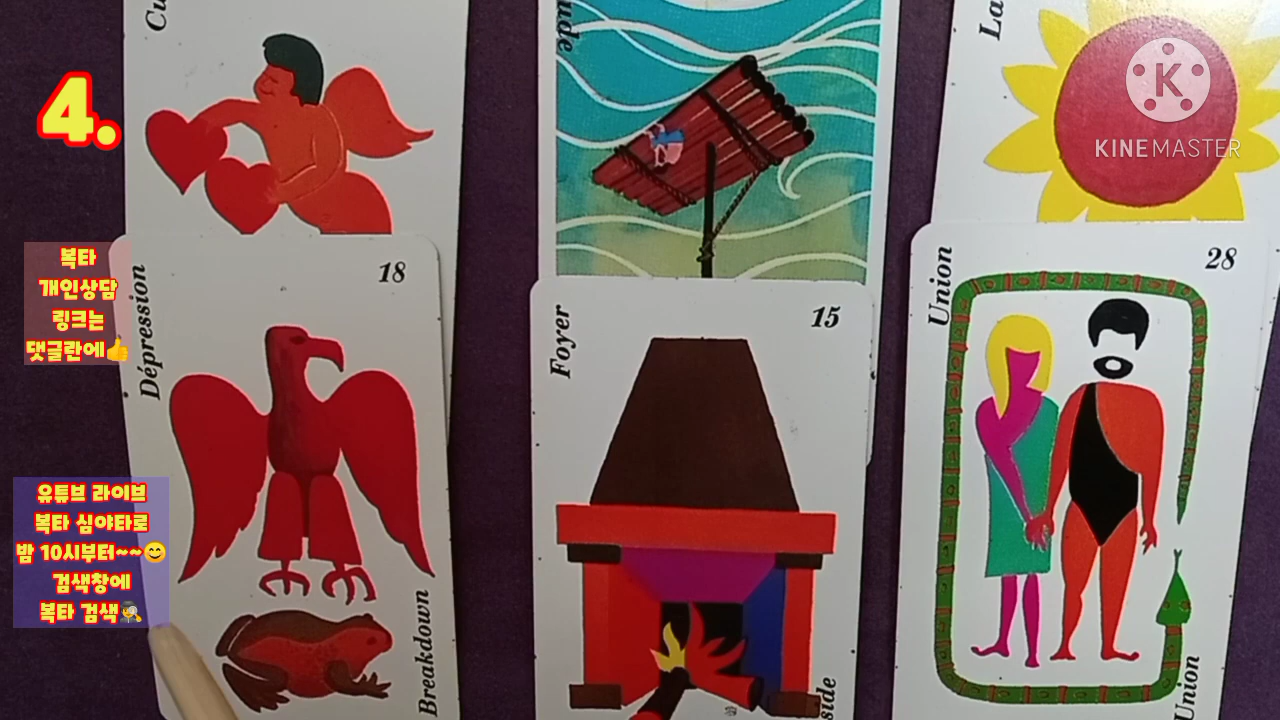 4.
복타
개인상담
링크는
댓글란에👍
유튜브 라이브
복타 심야타로
밤 10시부터~~😊
검색창에
복타 검색🕵
Cu
18
Dépression
Breakdown
ude
15
Foyer
side
La
KINEMASTER
28
Union
Union